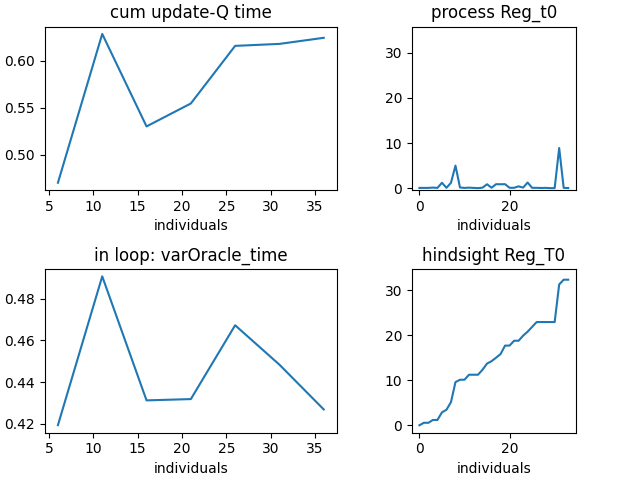 cum update-Q time
0.60
0.55
0.50
5 10 15 20 25 30 35
individuals
process Reg_t0
30
20
10
0
0 20
individuals
in loop: varOracle_time
0.48
0.46
0.44
0.42
5 10 15 20 25 30 35
individuals
hindsight Reg_T0
30
20
10
0
0 20
individuals